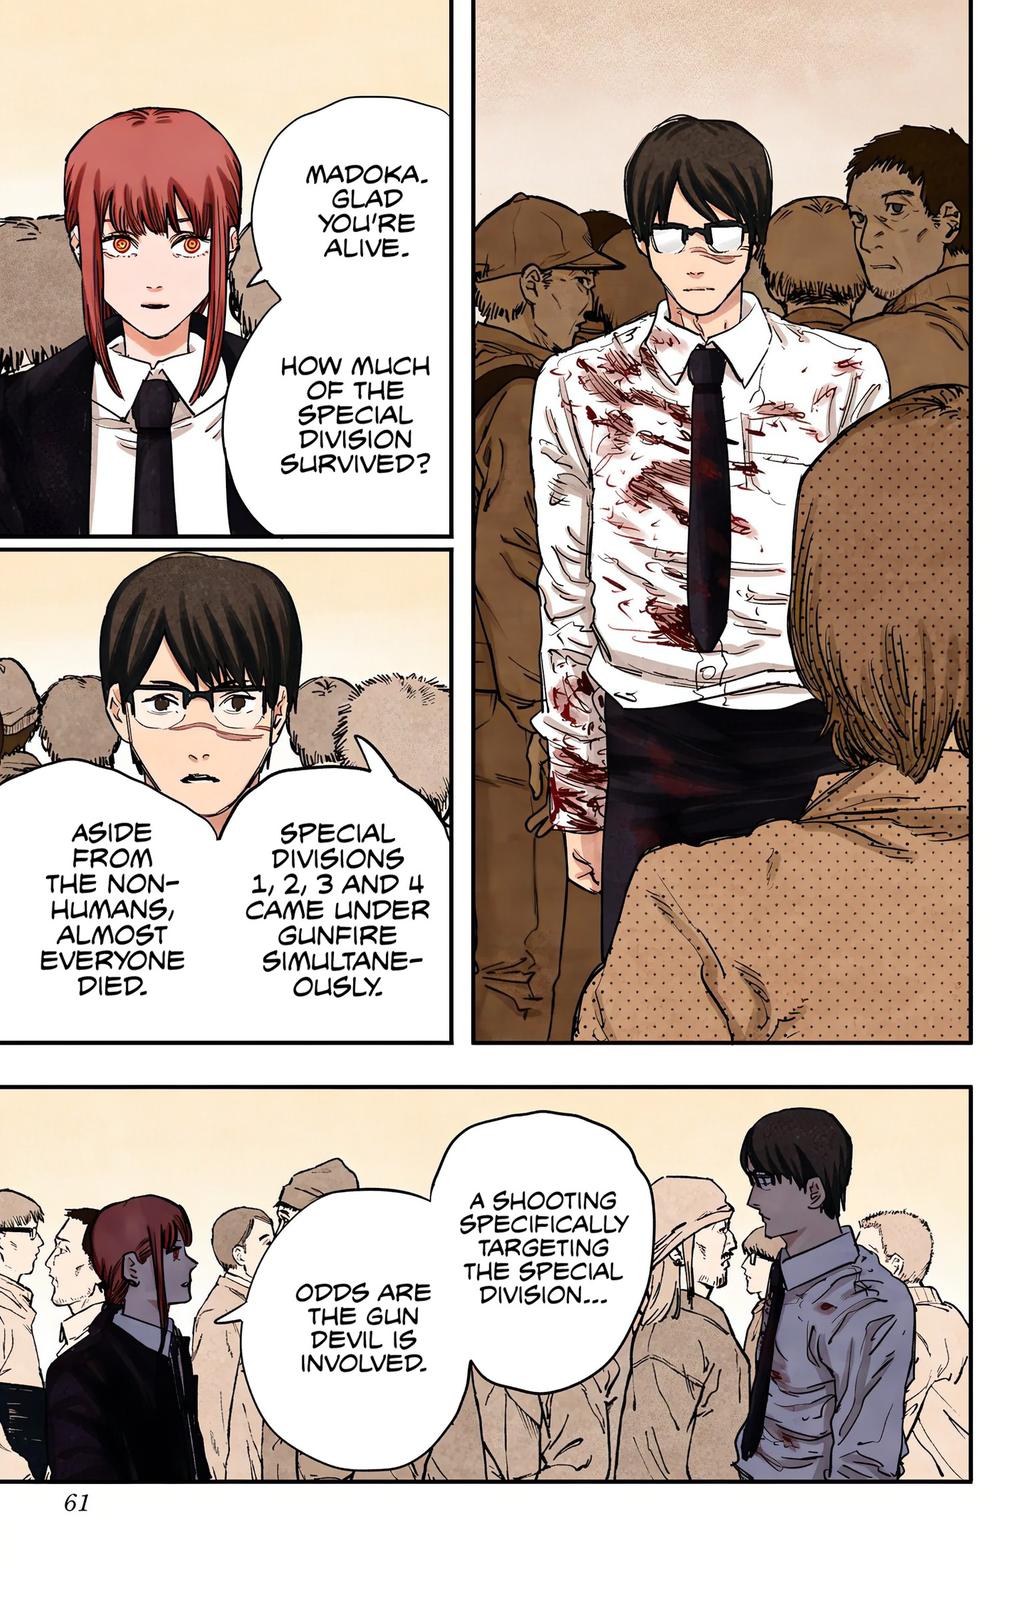 MADOKA.
GLAD
YOU'RE
ALIVE.
HOW MUCH
OF THE
SPECIAL
DIVISION
SURVIVED?
SPECIAL
DIVISIONS
1, 2, 3 AND 4
CAME UNDER
GUNFIRE
SIMULTANE-
OUSLY.
ASIDE
FROM
THE NON-
HUMANS,
ALMOST
EVERYONE
DIED.
A SHOOTING
SPECIFICALLY
TARGETING
THE SPECIAL
DIVISION...
ODDS ARE
THE GUN
DEVIL IS
INVOLVED.
61